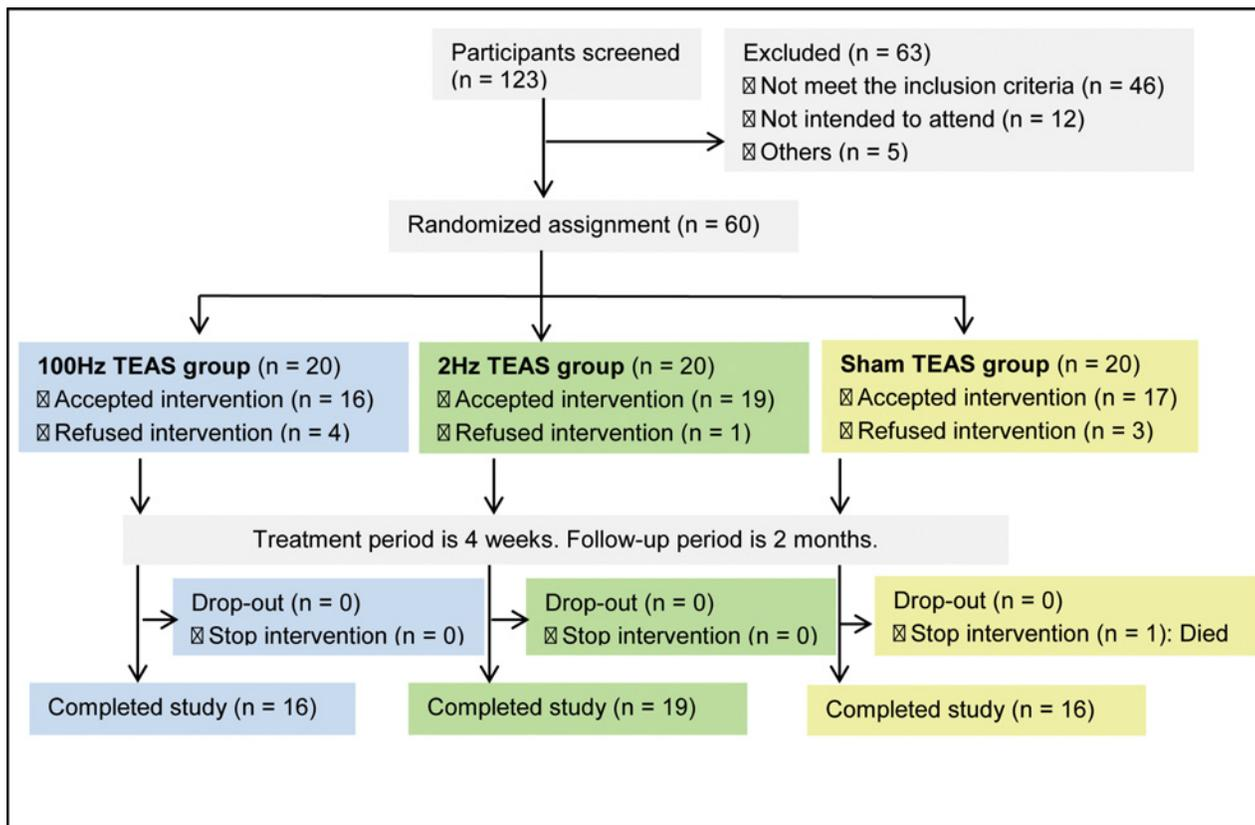 Participants screened
(n = 123)
Excluded (n = 63)
Not meet the inclusion criteria (n = 46)
Not intended to attend (n = 12)
Others (n = 5)
Randomized assignment (n = 60)
100Hz TEAS group (n = 20)
Accepted intervention (n = 16)
Refused intervention (n = 4)
2Hz TEAS group (n = 20)
Accepted intervention (n = 19)
Refused intervention (n = 1)
Sham TEAS group (n = 20)
Accepted intervention (n = 17)
Refused intervention (n = 3)
Treatment period is 4 weeks. Follow-up period is 2 months.
Drop-out (n = 0)
Stop intervention (n = 0)
Drop-out (n = 0)
Stop intervention (n = 0)
Drop-out (n = 0)
Stop intervention (n = 1): Died
Completed study (n = 16)
Completed study (n = 19)
Completed study (n = 16)